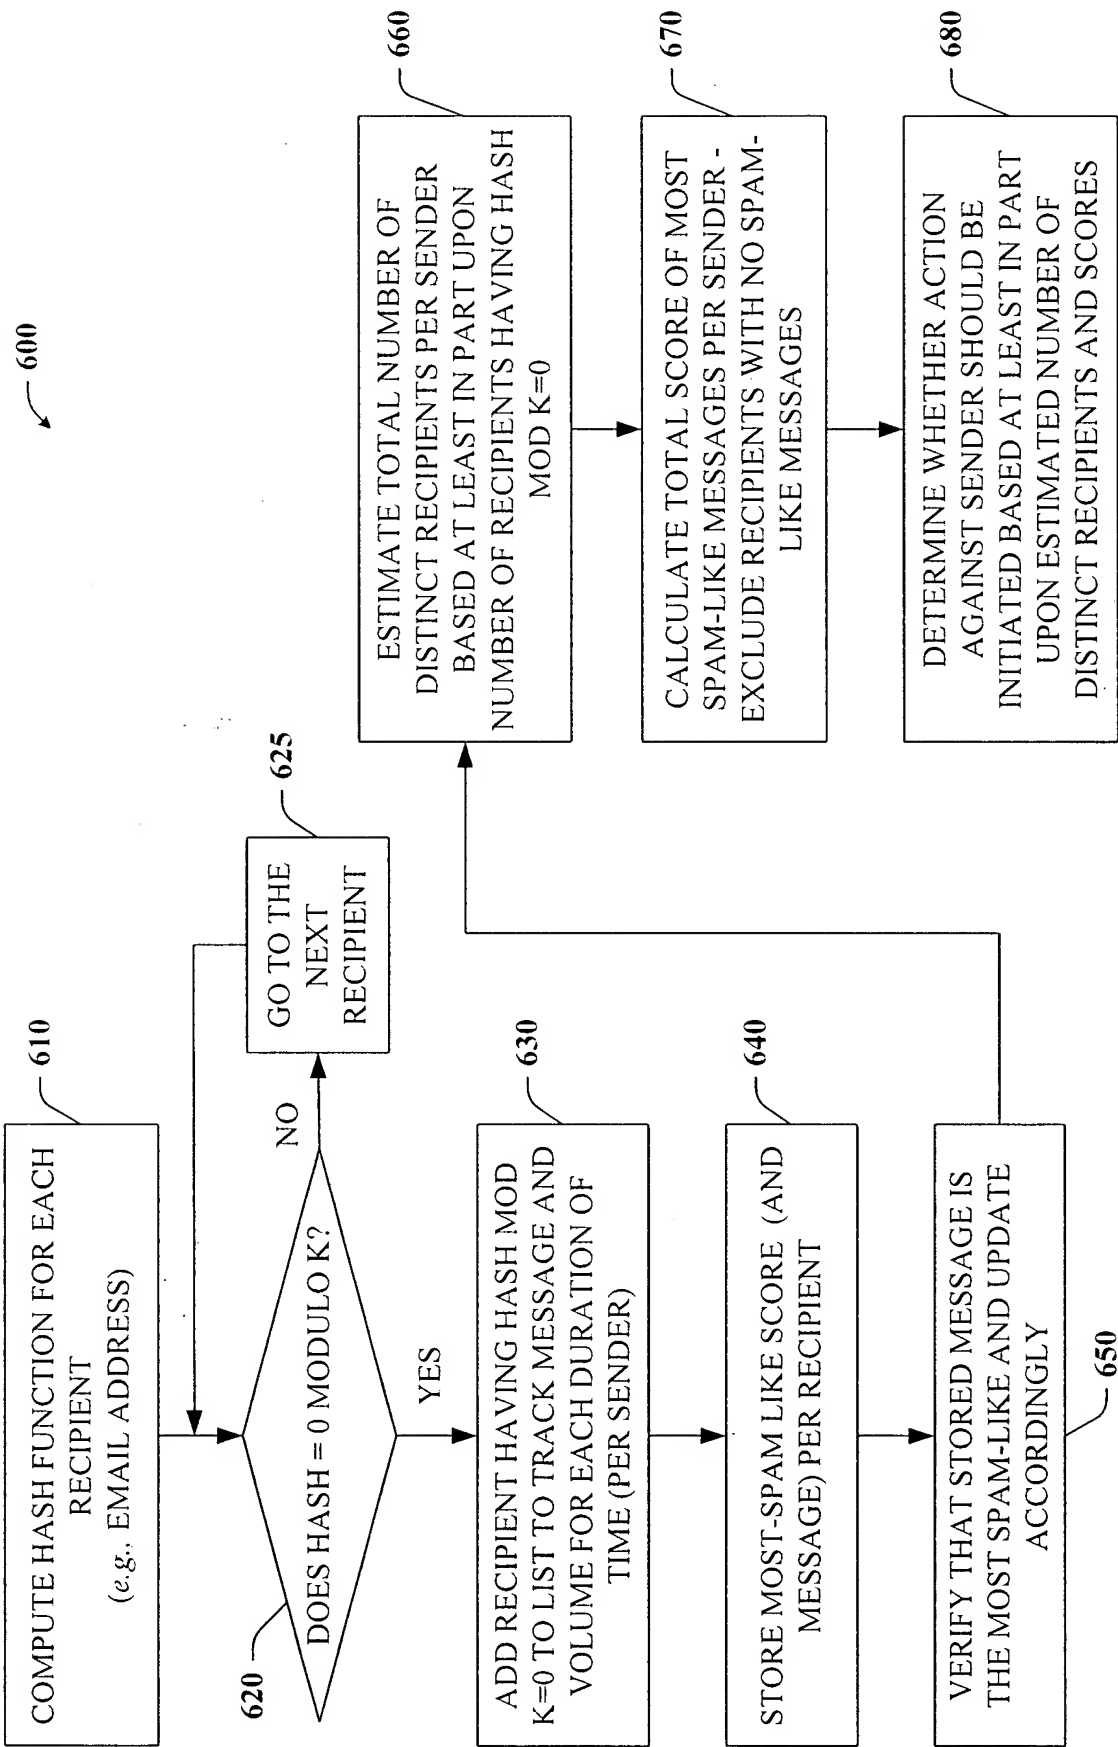 600
COMPUTE HASH FUNCTION FOR EACH
RECIPIENT
(e.g., EMAIL ADDRESS)
610
DOES HASH = 0 MODULO K?
620
NO
GO TO THE
NEXT
RECIPIENT
625
YES
ADD RECIPIENT HAVING HASH MOD
K=0 TO LIST TO TRACK MESSAGE AND
VOLUME FOR EACH DURATION OF
TIME (PER SENDER)
630
STORE MOST-SPAM LIKE SCORE (AND
MESSAGE) PER RECIPIENT
640
VERIFY THAT STORED MESSAGE IS
THE MOST SPAM-LIKE AND UPDATE
ACCORDINGLY
650
ESTIMATE TOTAL NUMBER OF
DISTINCT RECIPIENTS PER SENDER
BASED AT LEAST IN PART UPON
NUMBER OF RECIPIENTS HAVING HASH
MOD K=0
660
CALCULATE TOTAL SCORE OF MOST
SPAM-LIKE MESSAGES PER SENDER -
EXCLUDE RECIPIENTS WITH NO SPAM-
LIKE MESSAGES
670
DETERMINE WHETHER ACTION
AGAINST SENDER SHOULD BE
INITIATED BASED AT LEAST IN PART
UPON ESTIMATED NUMBER OF
DISTINCT RECIPIENTS AND SCORES
680